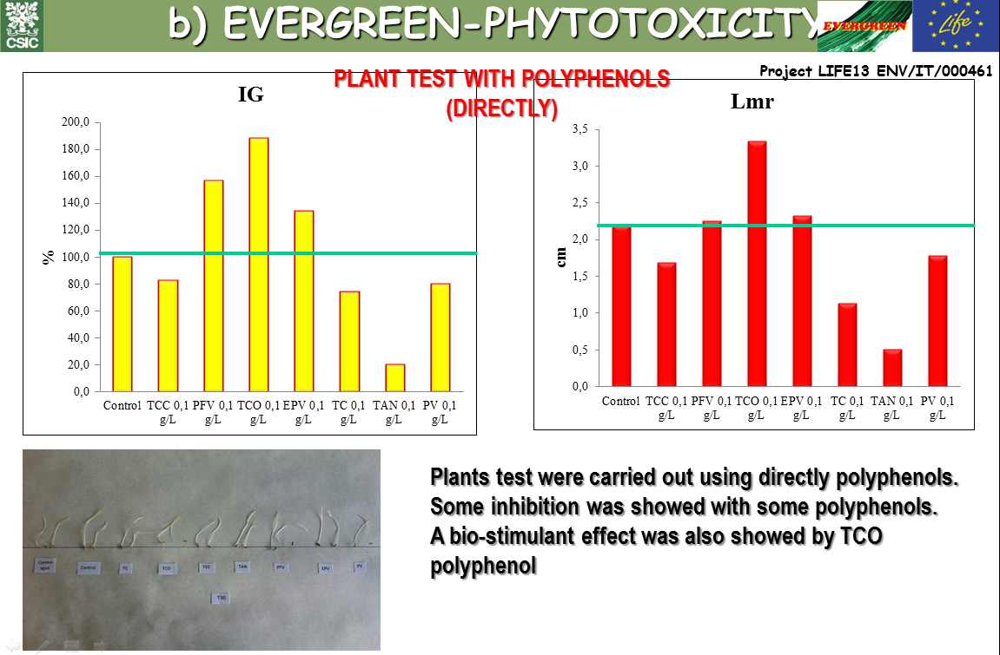 CSIC
b) EVERGREEN-PHYTOTOXICITY
EVERGREEN
Life
Project LIFE13 ENV/IT/000461
PLANT TEST WITH POLYPHENOLS
(DIRECTLY)
IG
200,0
180,0
160,0
140,0
120,0
100,0
80,0
60,0
40,0
20,0
0,0
%
Control TCC 0,1 PFV 0,1 TCO 0,1 EPV 0,1 TC 0,1 TAN 0,1 PV 0,1
g/L g/L g/L g/L g/L g/L g/L
Lmr
3,5
3,0
2,5
2,0
1,5
1,0
0,5
0,0
cm
Control TCC 0,1 PFV 0,1 TCO 0,1 EPV 0,1 TC 0,1 TAN 0,1 PV 0,1
g/L g/L g/L g/L g/L g/L g/L
Control
agua
Control TC TCO TCC TAN PFV EPV PV
Plants test were carried out using directly polyphenols.
Some inhibition was showed with some polyphenols.
A bio-stimulant effect was also showed by TCO
polyphenol